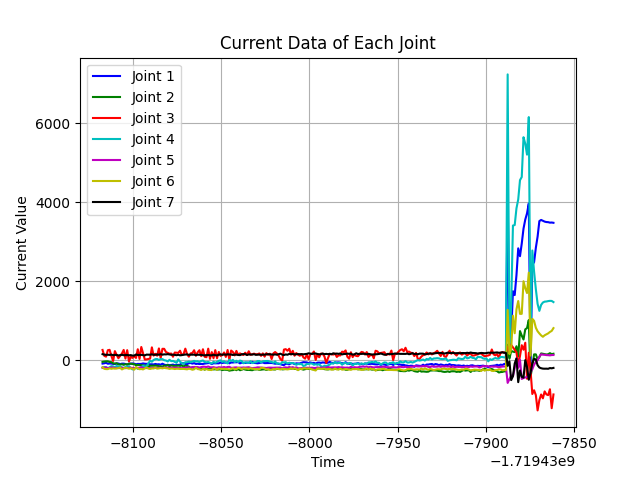 Current Data of Each Joint
Joint 1
Joint 2
Joint 3
Joint 4
Joint 5
Joint 6
Joint 7
6000
4000
2000
0
Current Value
−8100
−8050
−8000
−7950
−7900
−7850
Time
−1.71943e9